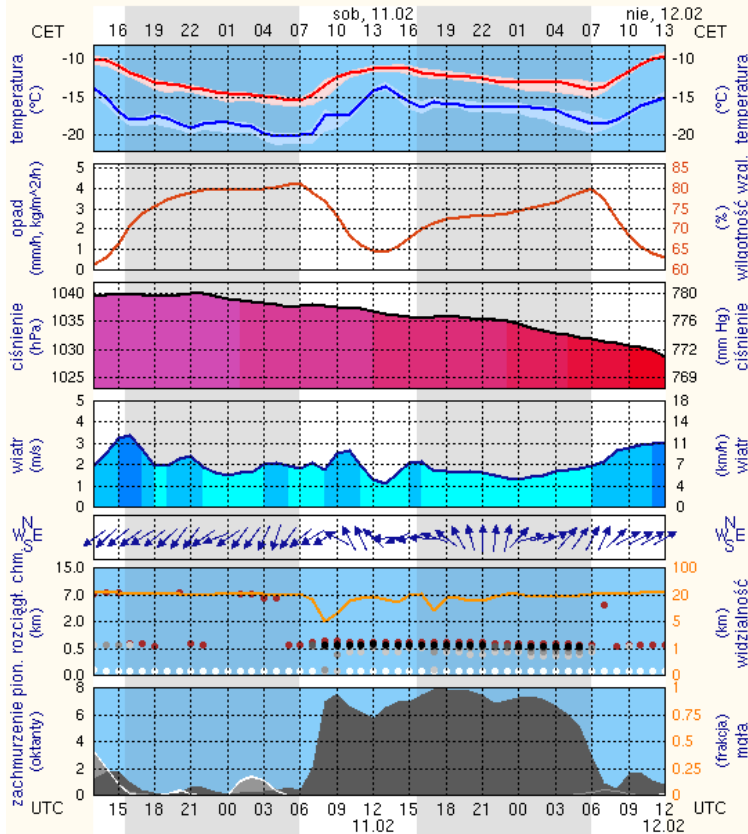 sob, 11.02 nie, 12.02
CET 16 19 22 01 04 07 10 13 16 19 22 01 04 07 10 13 CET
temperatura
(ºC)
-10
-15
-20
-10
-15
-20
(ºC)
temperatura
opad
(mm/h, kg/m^2/h)
5
4
3
2
1
0
85
80
75
70
65
60
(%)
wilgotność wzgl.
ciśnienie
(hPa)
1040
1035
1030
1025
780
776
772
769
(mm Hg)
ciśnienie
wiatr
(m/s)
5
4
3
2
1
0
18
14
11
7
4
0
(km/h)
wiatr
N
W E
S
N
W E
S
pion. rozciągł. chm.
(km)
15.0
7.0
2.0
0.5
0.0
100
20
5
1
0
(km)
widzialność
zachmurzenie
(oktanty)
8
6
4
2
0
1
0.75
0.5
0.25
0
(frakcja)
mgła
UTC 15 18 21 00 03 06 09 12 15 18 21 00 03 06 09 12 UTC
11.02 12.02